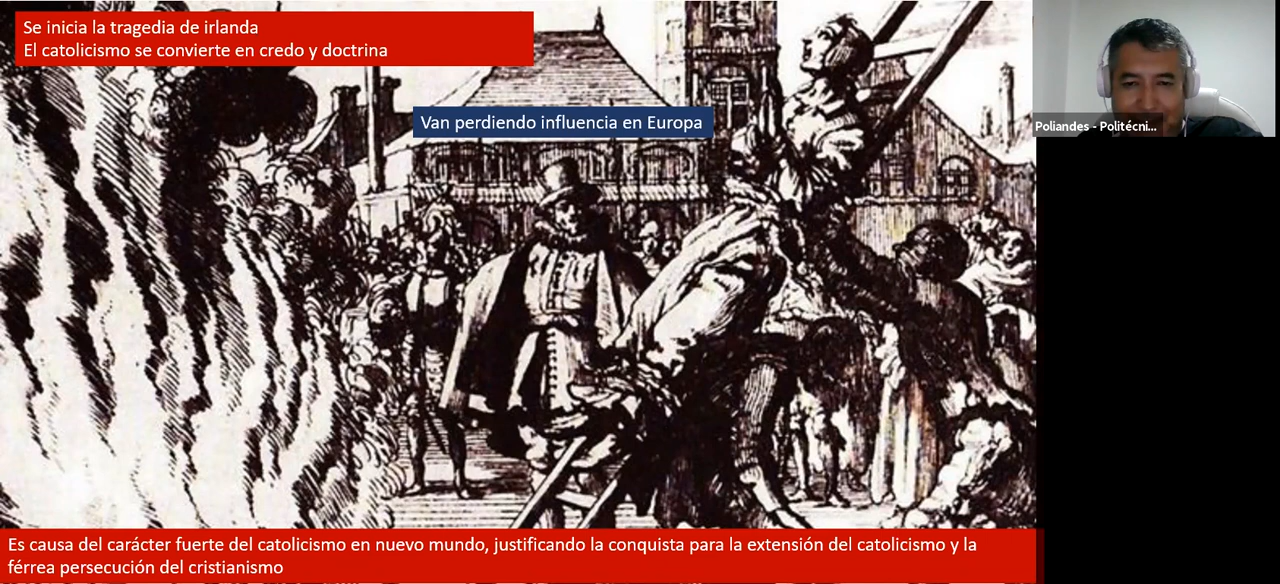 Se inicia la tragedia de irlanda
El catolicismo se convierte en credo y doctrina
Van perdiendo influencia en Europa
Poliandes - Politécni...
Es causa del carácter fuerte del catolicismo en nuevo mundo, justificando la conquista para la extensión del catolicismo y la
férrea persecución del cristianismo